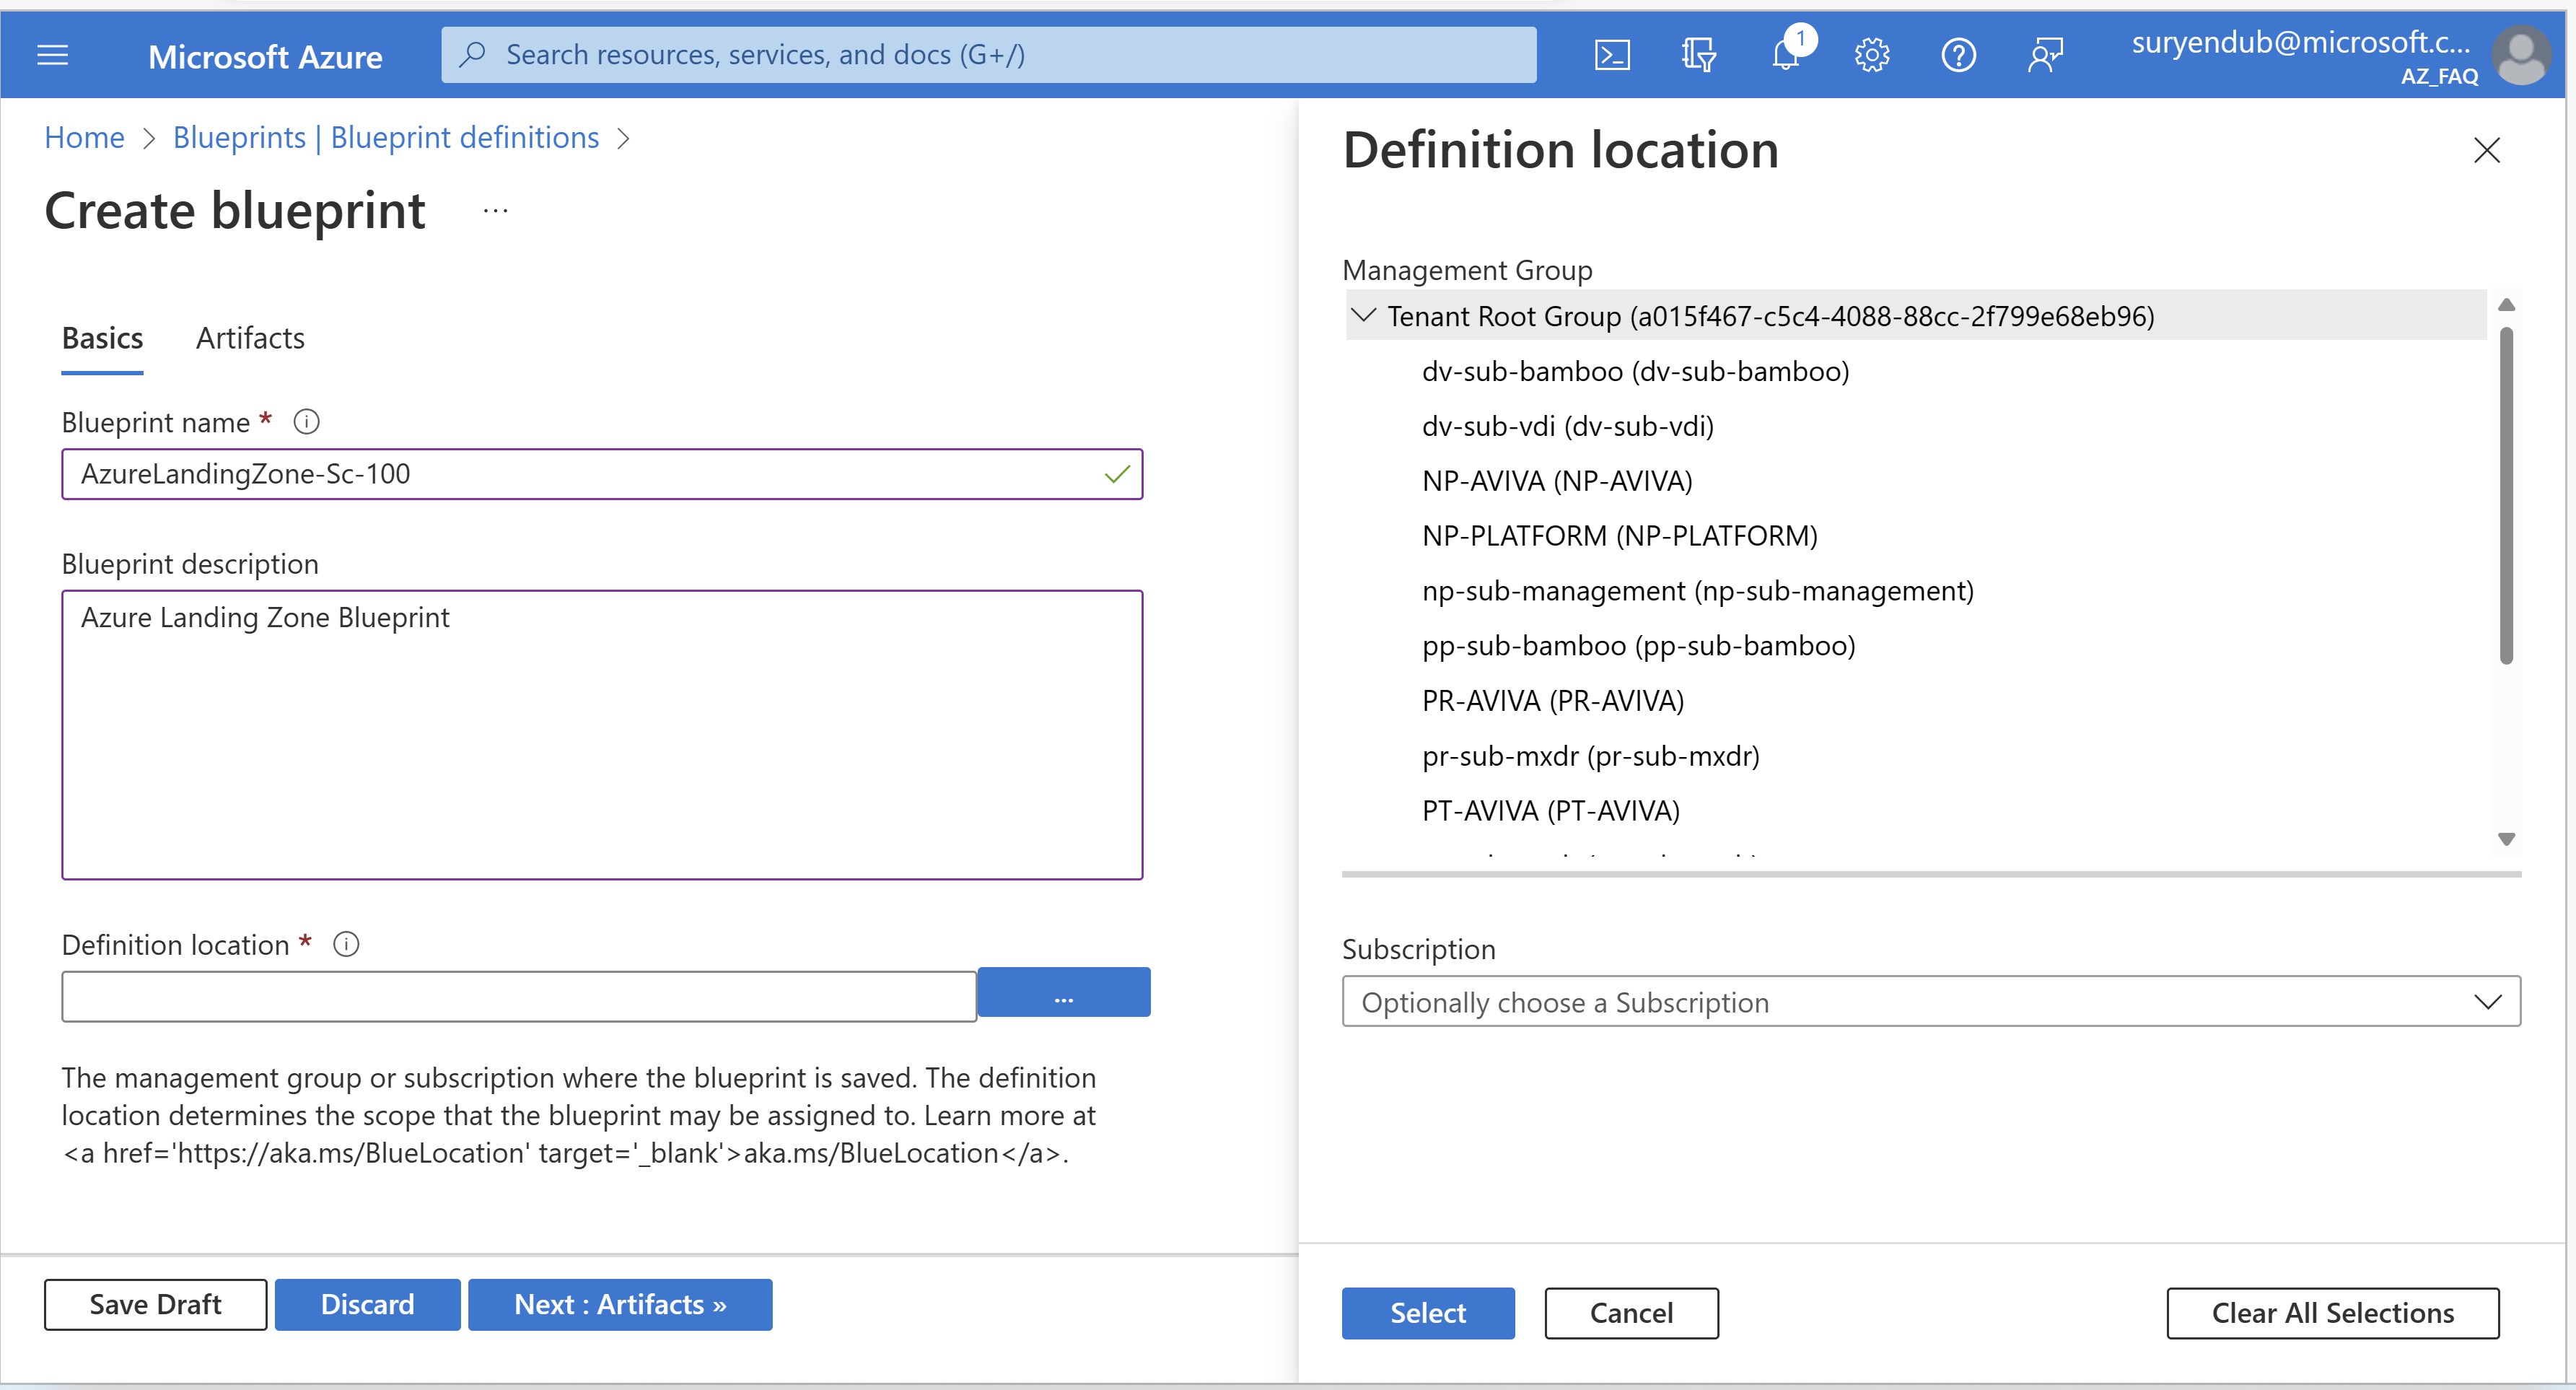 Microsoft Azure
Search resources, services, and docs (G+/)
1
suryendub@microsoft.c...
AZ_FAQ
Home > Blueprints | Blueprint definitions >
Create blueprint ...
Basics Artifacts
Blueprint name *
AzureLandingZone-Sc-100
Blueprint description
Azure Landing Zone Blueprint
Definition location *
...
The management group or subscription where the blueprint is saved. The definition
location determines the scope that the blueprint may be assigned to. Learn more at
<a href='https://aka.ms/BlueLocation' target='_blank'>aka.ms/BlueLocation</a>.
Save Draft
Discard
Next : Artifacts »
Definition location
Management Group
Tenant Root Group (a015f467-c5c4-4088-88cc-2f799e68eb96)
dv-sub-bamboo (dv-sub-bamboo)
dv-sub-vdi (dv-sub-vdi)
NP-AVIVA (NP-AVIVA)
NP-PLATFORM (NP-PLATFORM)
np-sub-management (np-sub-management)
pp-sub-bamboo (pp-sub-bamboo)
PR-AVIVA (PR-AVIVA)
pr-sub-mxdr (pr-sub-mxdr)
PT-AVIVA (PT-AVIVA)
Subscription
Optionally choose a Subscription
Select
Cancel
Clear All Selections